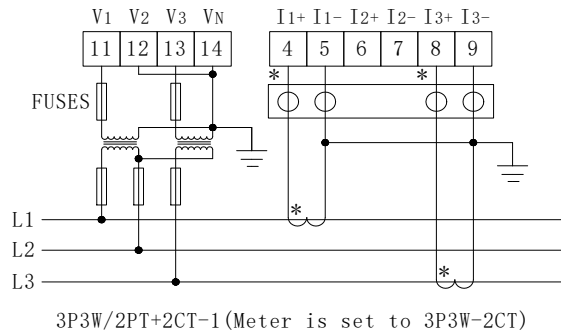 V1 V2 V3 VN I1+ I1- I2+ I2- I3+ I3-
11 12 13 14 4 5 6 7 8 9
* *
FUSES
*
L1
L2
*
L3
3P3W/2PT+2CT-1(Meter is set to 3P3W-2CT)